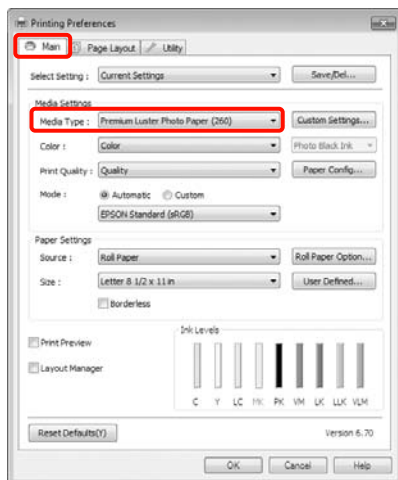 Printing Preferences
Main Page Layout Utility
Select Setting : Current Settings Save/Del...
Media Settings
Media Type : Premium Luster Photo Paper (260) Custom Settings...
Color : Color Photo Black Ink
Print Quality : Quality Paper Config...
Mode : Automatic Custom
EPSON Standard (sRGB)
Paper Settings
Source : Roll Paper Roll Paper Option...
Size : Letter 8 1/2 x 11 in User Defined...
Borderless
Ink Levels
Print Preview
Layout Manager
C Y LC MK PK VM LK LLK VLM
Reset Defaults(Y) Version 6.70
OK Cancel Help